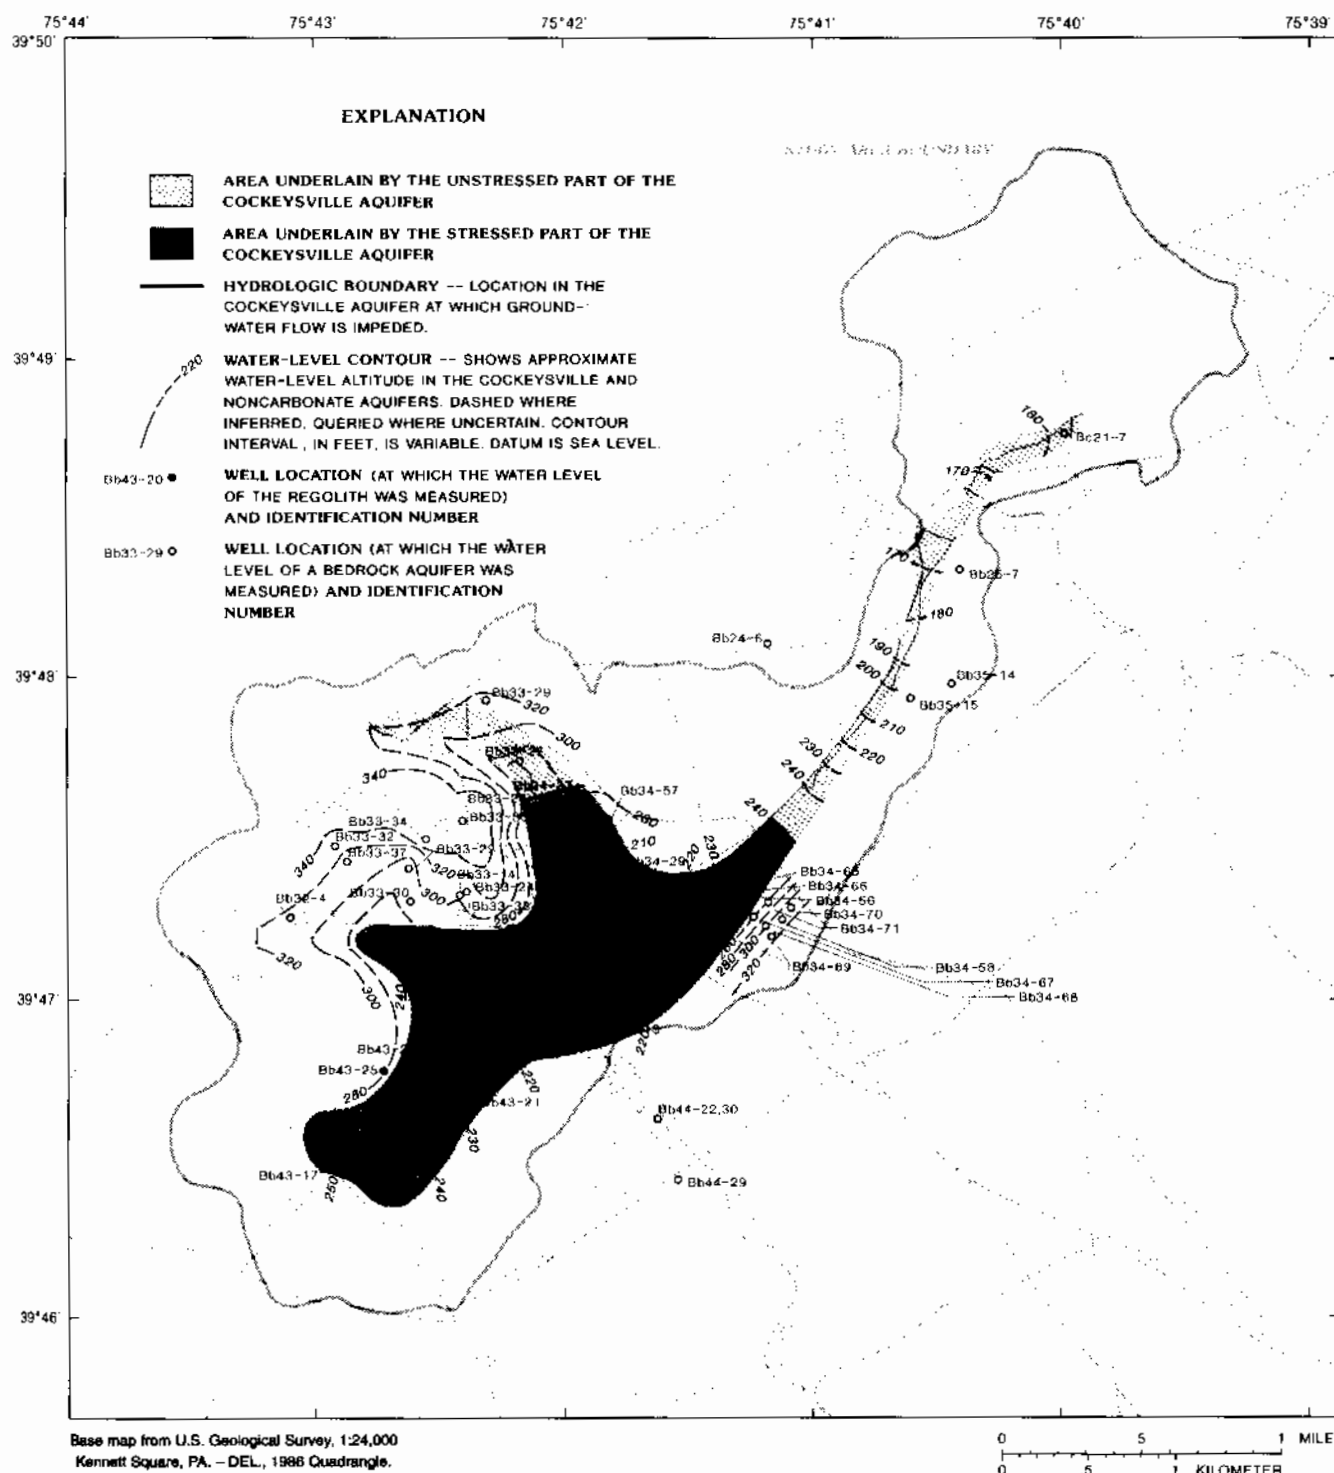 75°44' 75°43' 75°42' 75°41' 75°40' 75°39'
39°50'
EXPLANATION
AREA UNDERLAIN BY THE UNSTRESSED PART OF THE
COCKEYSVILLE AQUIFER
AREA UNDERLAIN BY THE STRESSED PART OF THE
COCKEYSVILLE AQUIFER
HYDROLOGIC BOUNDARY -- LOCATION IN THE
COCKEYSVILLE AQUIFER AT WHICH GROUND-
WATER FLOW IS IMPEDED.
220
WATER-LEVEL CONTOUR -- SHOWS APPROXIMATE
WATER-LEVEL ALTITUDE IN THE COCKEYSVILLE AND
NONCARBONATE AQUIFERS. DASHED WHERE
INFERRED, QUERIED WHERE UNCERTAIN. CONTOUR
INTERVAL, IN FEET, IS VARIABLE. DATUM IS SEA LEVEL.
Bb43-20
WELL LOCATION (AT WHICH THE WATER LEVEL
OF THE REGOLITH WAS MEASURED)
AND IDENTIFICATION NUMBER
Bb33-29
WELL LOCATION (AT WHICH THE WATER
LEVEL OF A BEDROCK AQUIFER WAS
MEASURED) AND IDENTIFICATION
NUMBER
39°49'
180
Bc21-7
170
170
Bb25-7
180
Bb24-6
190
39°48'
200
Bb35-14
Bb33-29
Bb35-15
320
210
300
230
220
340
240
Bb34-57
280
240
Bb33-34
210
230
Bb33-32
220
340
Bb33-37
Bb34-29
320
Bb34-65
Bb34-66
Bb33-30
300
Bb34-56
Bb32-4
Bb34-70
280
Bb34-71
300
320
280
320
Bb34-69
Bb34-58
Bb34-67
300
39°47'
Bb34-68
220
Bb43-25
220
280
Bb43-21
Bb44-22,30
230
Bb43-17
250
240
Bb44-29
39°46'
Base map from U.S. Geological Survey, 1:24,000
Kennett Square, PA. - DEL., 1986 Quadrangle.
0 .5 1 MILE
0 .5 1 KILOMETER